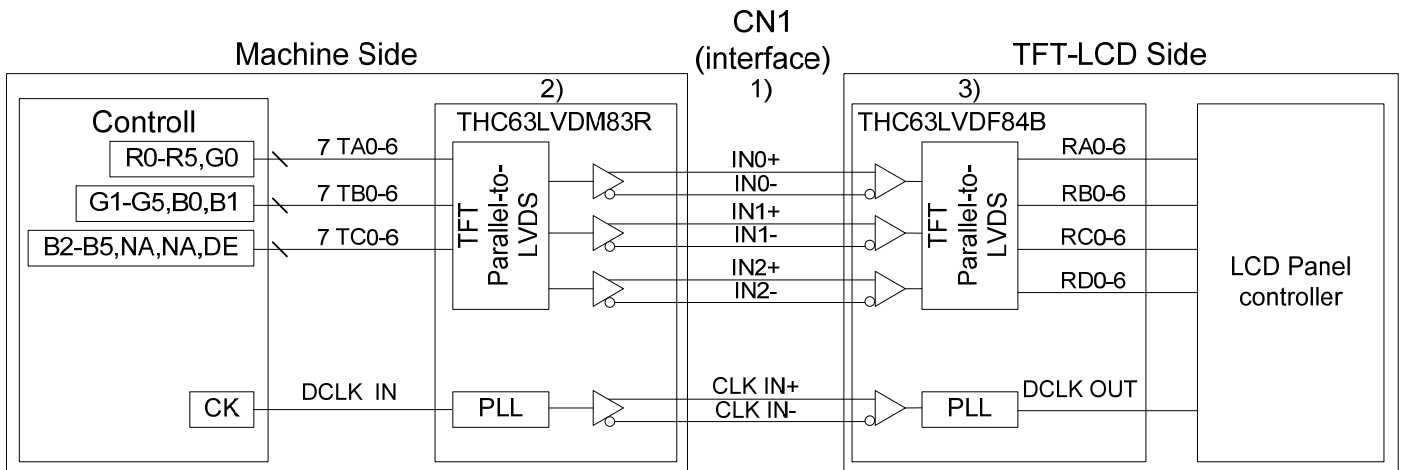 CN1
(interface)
1)
Machine Side
TFT-LCD Side
Controll
R0-R5,G0
G1-G5,B0,B1
B2-B5,NA,NA,DE
CK
7 TA0-6
7 TB0-6
7 TC0-6
DCLK IN
2)
THC63LVDM83R
TFT
Parallel-to-
LVDS
PLL
IN0+
IN0-
IN1+
IN1-
IN2+
IN2-
CLK IN+
CLK IN-
3)
THC63LVDF84B
TFT
Parallel-to-
LVDS
PLL
RA0-6
RB0-6
RC0-6
RD0-6
DCLK OUT
LCD Panel
controller